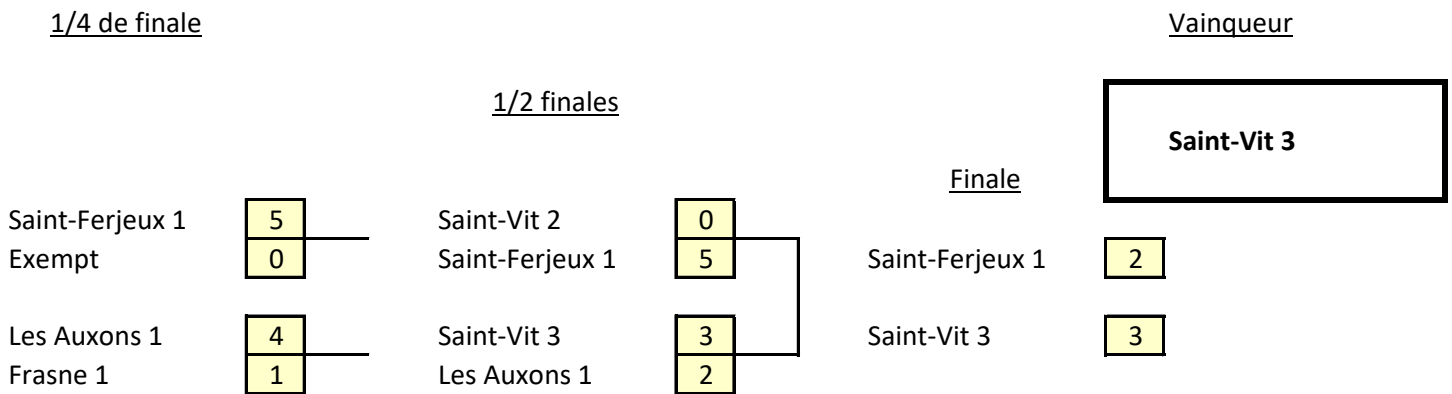 1/4 de finale
Vainqueur
1/2 finales
Saint-Vit 3
Finale
Saint-Ferjeux 1 5 Saint-Vit 2 0
Exempt 0 Saint-Ferjeux 1 5 Saint-Ferjeux 1 2
Les Auxons 1 4 Saint-Vit 3 3 Saint-Vit 3 3
Frasne 1 1 Les Auxons 1 2